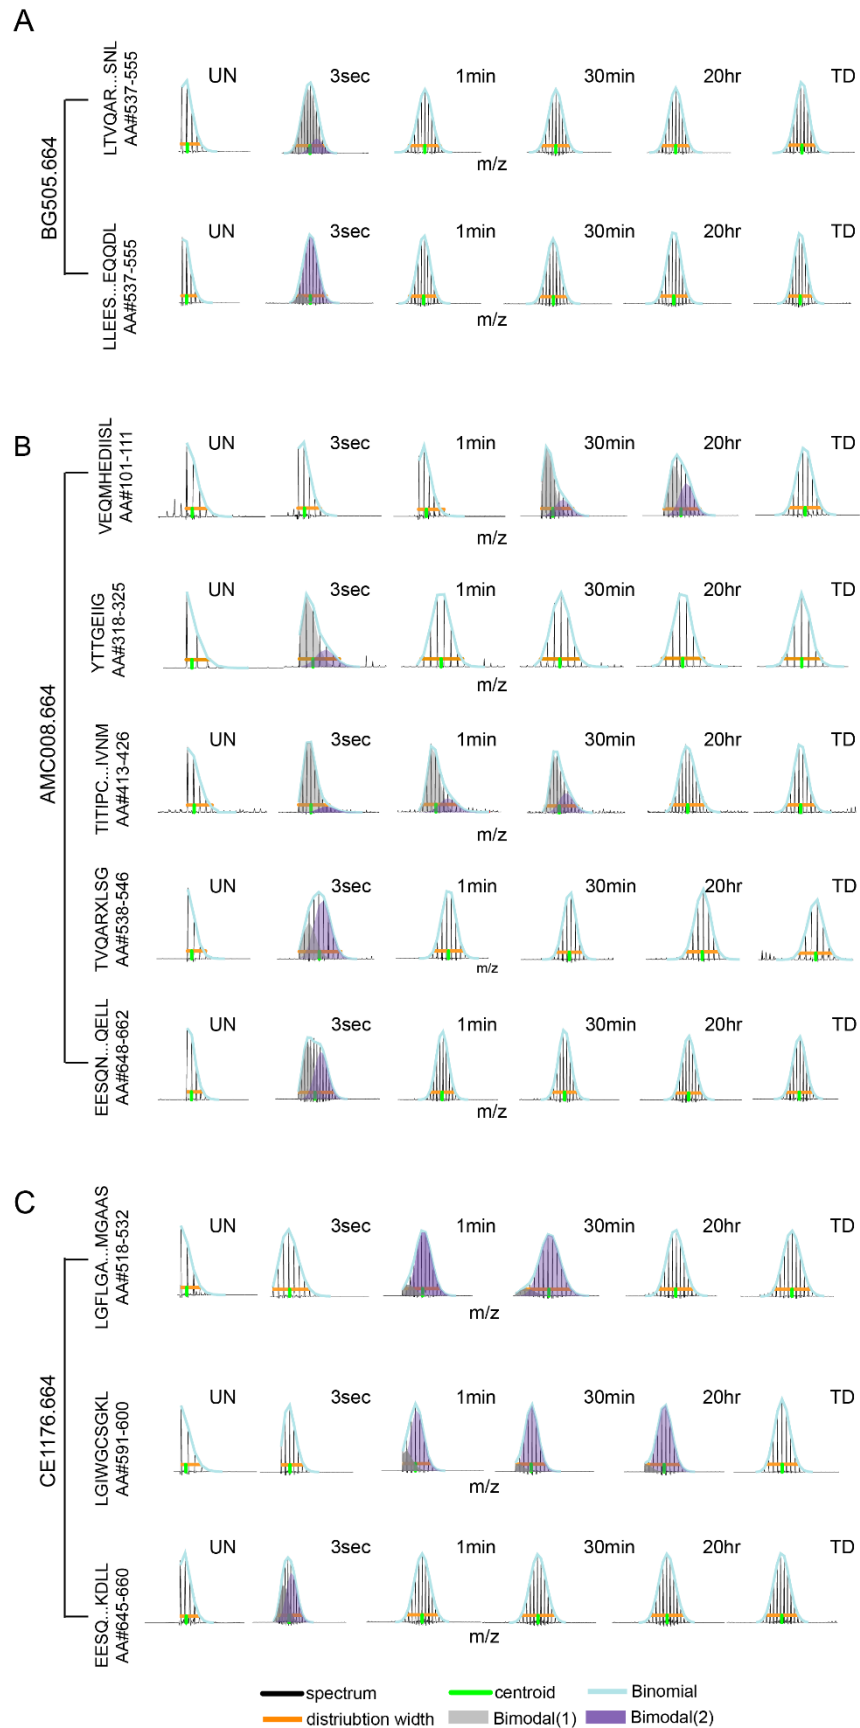 A
BG505.664
LTVQAR...SNL
AA#537-555
UN 3sec 1min 30min 20hr TD
m/z
LLEES...EQQDL
AA#537-555
UN 3sec 1min 30min 20hr TD
m/z
B
AMC008.664
VEQMHEDIISL
AA#101-111
UN 3sec 1min 30min 20hr TD
m/z
YTTGEIIG
AA#318-325
UN 3sec 1min 30min 20hr TD
m/z
TITIPC...IVNM
AA#413-426
UN 3sec 1min 30min 20hr TD
m/z
TVQARXLSG
AA#538-546
UN 3sec 1min 30min 20hr TD
m/z
EESQN...QELL
AA#648-662
UN 3sec 1min 30min 20hr TD
m/z
C
CE1176.664
LGFLGA...MGAAS
AA#518-532
UN 3sec 1min 30min 20hr TD
m/z
LGIWGCSGKL
AA#591-600
UN 3sec 1min 30min 20hr TD
m/z
EESQ...KDLL
AA#645-660
UN 3sec 1min 30min 20hr TD
m/z
spectrum centroid Binomial
distriubtion width Bimodal(1) Bimodal(2)